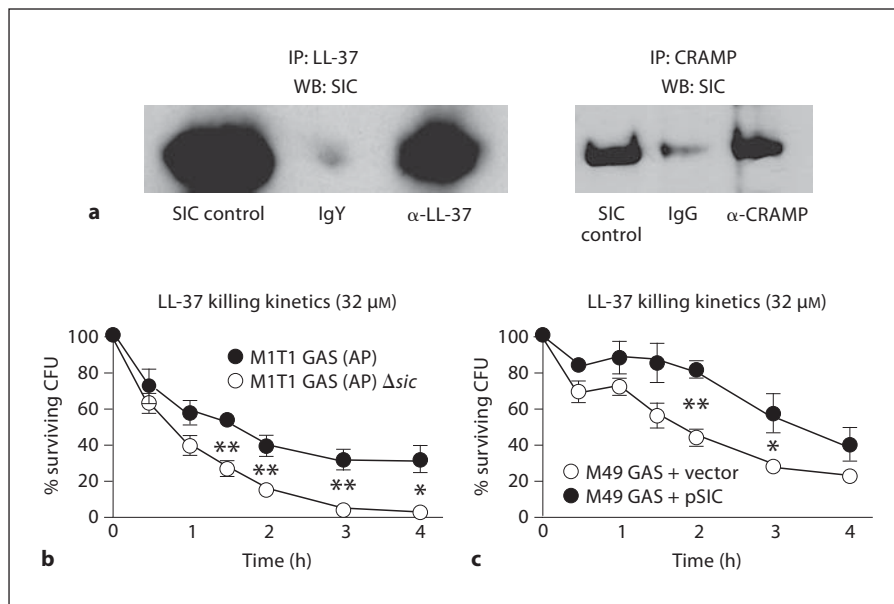 IP: LL-37
WB: SIC
SIC control
IgY
α-LL-37
IP: CRAMP
WB: SIC
SIC
control
IgG
α-CRAMP
a
LL-37 killing kinetics (32 μM)
% surviving CFU
100
80
60
40
20
0
M1T1 GAS (AP)
M1T1 GAS (AP) Δsic
**
**
**
*
0
1
2
3
4
Time (h)
b
LL-37 killing kinetics (32 μM)
% surviving CFU
100
80
60
40
20
0
**
*
M49 GAS + vector
M49 GAS + pSIC
0
1
2
3
4
Time (h)
c